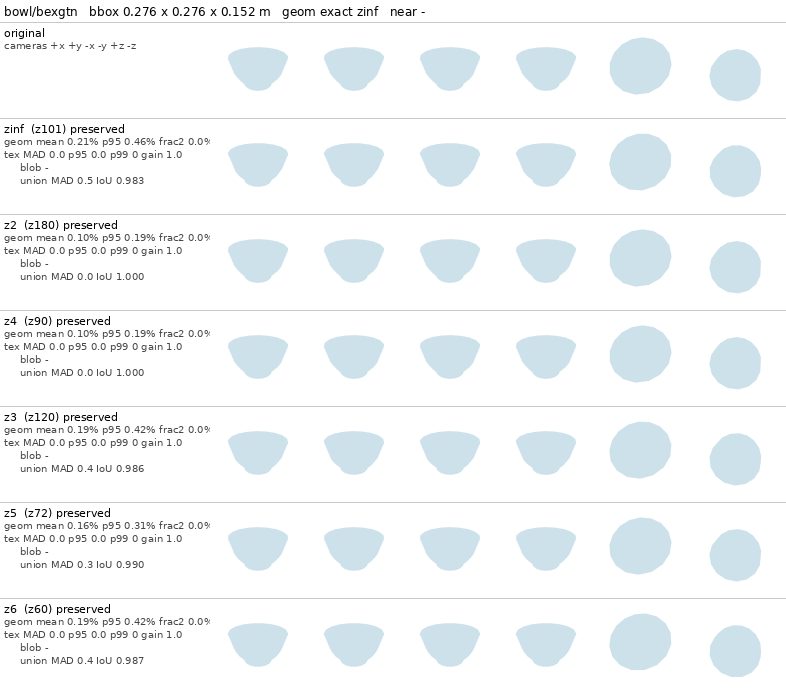 bowl/bexgtn bbox 0.276 x 0.276 x 0.152 m geom exact zinf near -
original
cameras +x +y -x -y +z -z
zinf (z101) preserved
geom mean 0.21% p95 0.46% frac2 0.0%
tex MAD 0.0 p95 0.0 p99 0 gain 1.0
blob -
union MAD 0.5 IoU 0.983
z2 (z180) preserved
geom mean 0.10% p95 0.19% frac2 0.0%
tex MAD 0.0 p95 0.0 p99 0 gain 1.0
blob -
union MAD 0.0 IoU 1.000
z4 (z90) preserved
geom mean 0.10% p95 0.19% frac2 0.0%
tex MAD 0.0 p95 0.0 p99 0 gain 1.0
blob -
union MAD 0.0 IoU 1.000
z3 (z120) preserved
geom mean 0.19% p95 0.42% frac2 0.0%
tex MAD 0.0 p95 0.0 p99 0 gain 1.0
blob -
union MAD 0.4 IoU 0.986
z5 (z72) preserved
geom mean 0.16% p95 0.31% frac2 0.0%
tex MAD 0.0 p95 0.0 p99 0 gain 1.0
blob -
union MAD 0.3 IoU 0.990
z6 (z60) preserved
geom mean 0.19% p95 0.42% frac2 0.0%
tex MAD 0.0 p95 0.0 p99 0 gain 1.0
blob -
union MAD 0.4 IoU 0.987